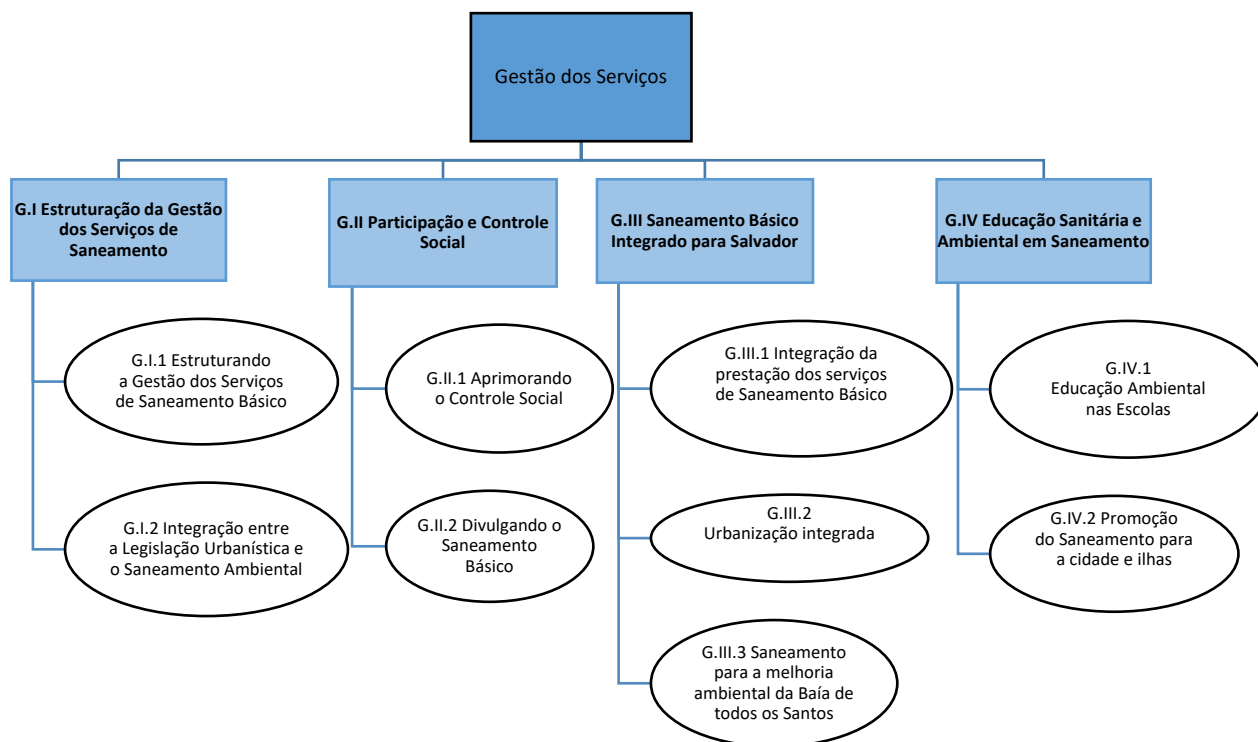 Gestão dos Serviços
G.I Estruturação da Gestão
dos Serviços de
Saneamento
G.II Participação e Controle
Social
G.III Saneamento Básico
Integrado para Salvador
G.IV Educação Sanitária e
Ambiental em Saneamento
G.I.1 Estruturando
a Gestão dos Serviços
de Saneamento Básico
G.I.2 Integração entre
a Legislação Urbanística e
o Saneamento Ambiental
G.II.1 Aprimorando
o Controle Social
G.II.2 Divulgando o
Saneamento
Básico
G.III.1 Integração da
prestação dos serviços
de Saneamento Básico
G.III.2
Urbanização integrada
G.III.3 Saneamento
para a melhoria
ambiental da Baía de
todos os Santos
G.IV.1
Educação Ambiental
nas Escolas
G.IV.2 Promoção
do Saneamento para
a cidade e ilhas